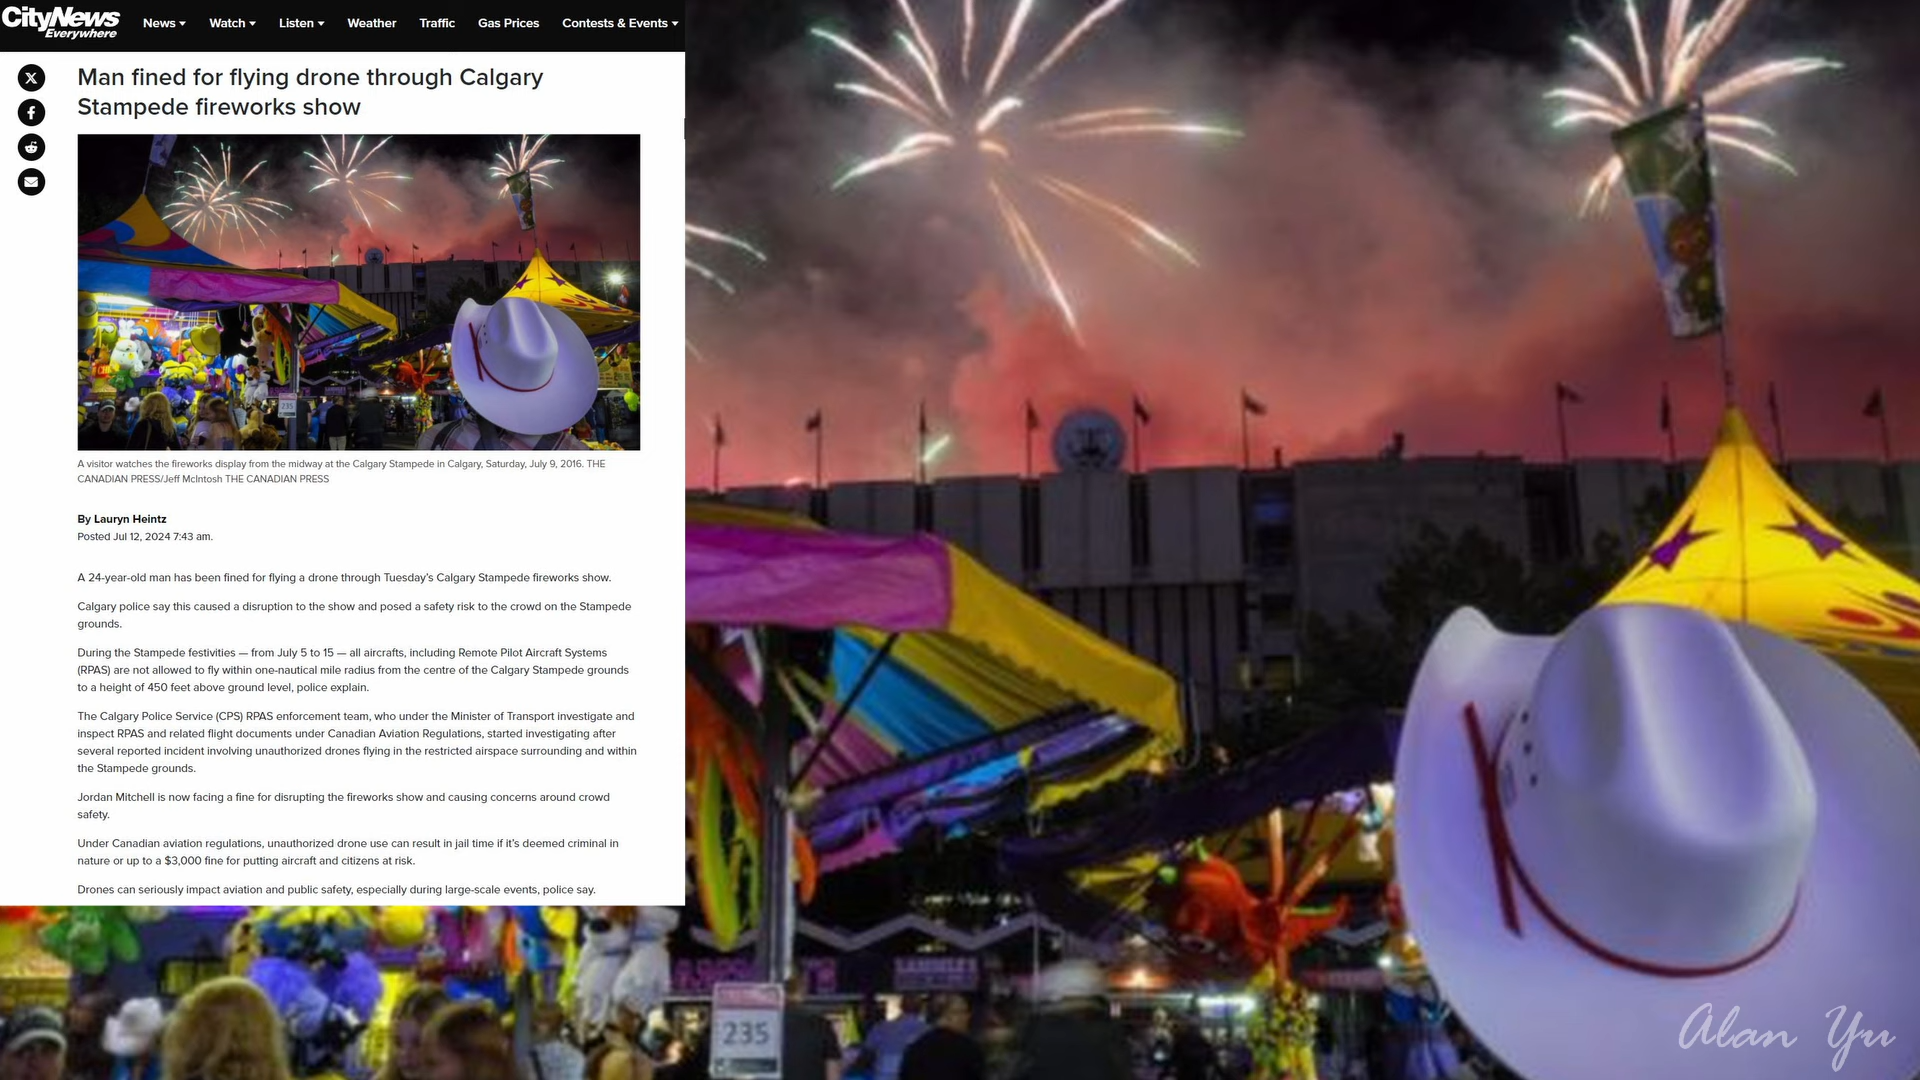 CityNews
Everywhere
News
Watch
Listen
Weather
Traffic
Gas Prices
Contests & Events
Man fined for flying drone through Calgary
Stampede fireworks show
235
A visitor watches the fireworks display from the midway at the Calgary Stampede in Calgary, Saturday, July 9, 2016. THE
CANADIAN PRESS/Jeff McIntosh THE CANADIAN PRESS
By Lauryn Heintz
Posted Jul 12, 2024 7:43 am.
A 24-year-old man has been fined for flying a drone through Tuesday's Calgary Stampede fireworks show.
Calgary police say this caused a disruption to the show and posed a safety risk to the crowd on the Stampede
grounds.
During the Stampede festivities — from July 5 to 15 — all aircrafts, including Remote Pilot Aircraft Systems
(RPAS) are not allowed to fly within one-nautical mile radius from the centre of the Calgary Stampede grounds
to a height of 450 feet above ground level, police explain.
The Calgary Police Service (CPS) RPAS enforcement team, who under the Minister of Transport investigate and
inspect RPAS and related flight documents under Canadian Aviation Regulations, started investigating after
several reported incident involving unauthorized drones flying in the restricted airspace surrounding and within
the Stampede grounds.
Jordan Mitchell is now facing a fine for disrupting the fireworks show and causing concerns around crowd
safety.
Under Canadian aviation regulations, unauthorized drone use can result in jail time if it's deemed criminal in
nature or up to a $3,000 fine for putting aircraft and citizens at risk.
Drones can seriously impact aviation and public safety, especially during large-scale events, police say.
235
Alan Yu